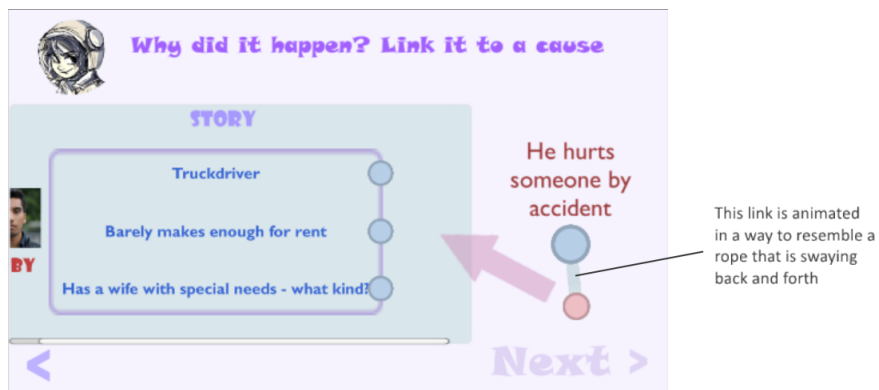 Why did it happen? Link it to a cause
STORY
Truckdriver
Barely makes enough for rent
Has a wife with special needs - what kind?
BY
He hurts
someone by
accident
This link is animated
in a way to resemble a
rope that is swaying
back and forth
<
Next >